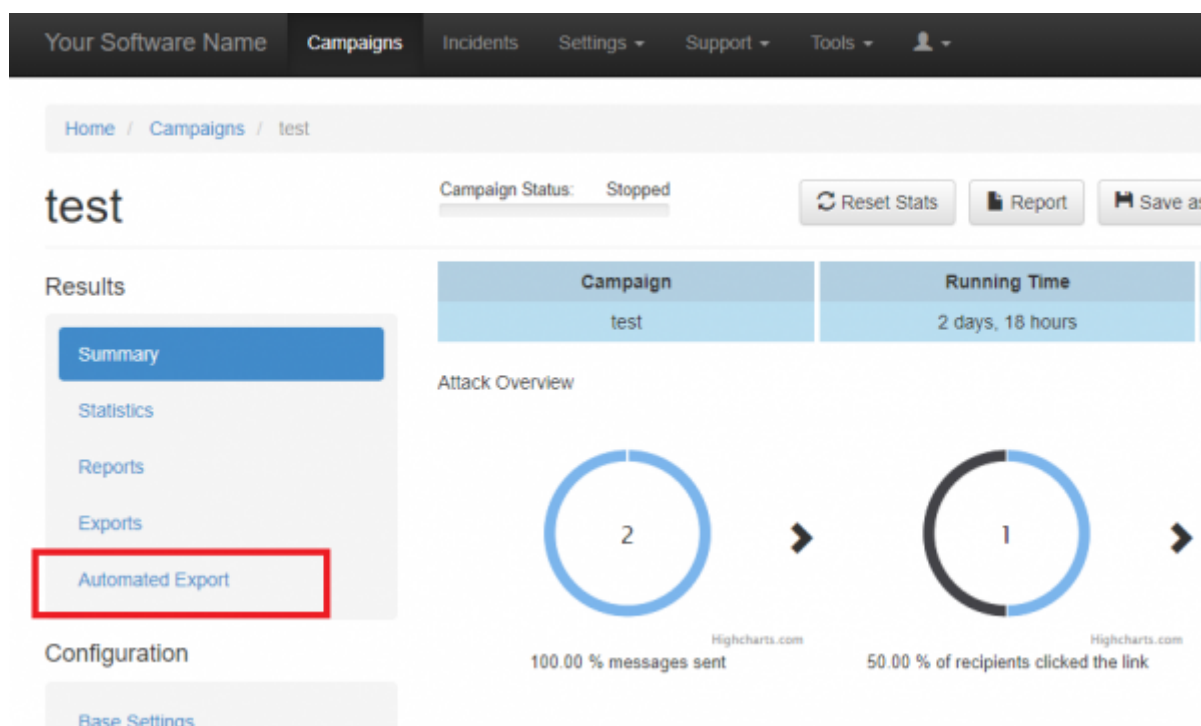 Your Software Name Campaigns Incidents Settings Support Tools
Home / Campaigns / test
test
Campaign Status: Stopped
Reset Stats
Report
Save as
Results
Summary
Statistics
Reports
Exports
Automated Export
Configuration
Base Settings
Campaign Running Time
test 2 days, 18 hours
Attack Overview
2
1
Highcharts.com
Highcharts.com
100.00 % messages sent
50.00 % of recipients clicked the link